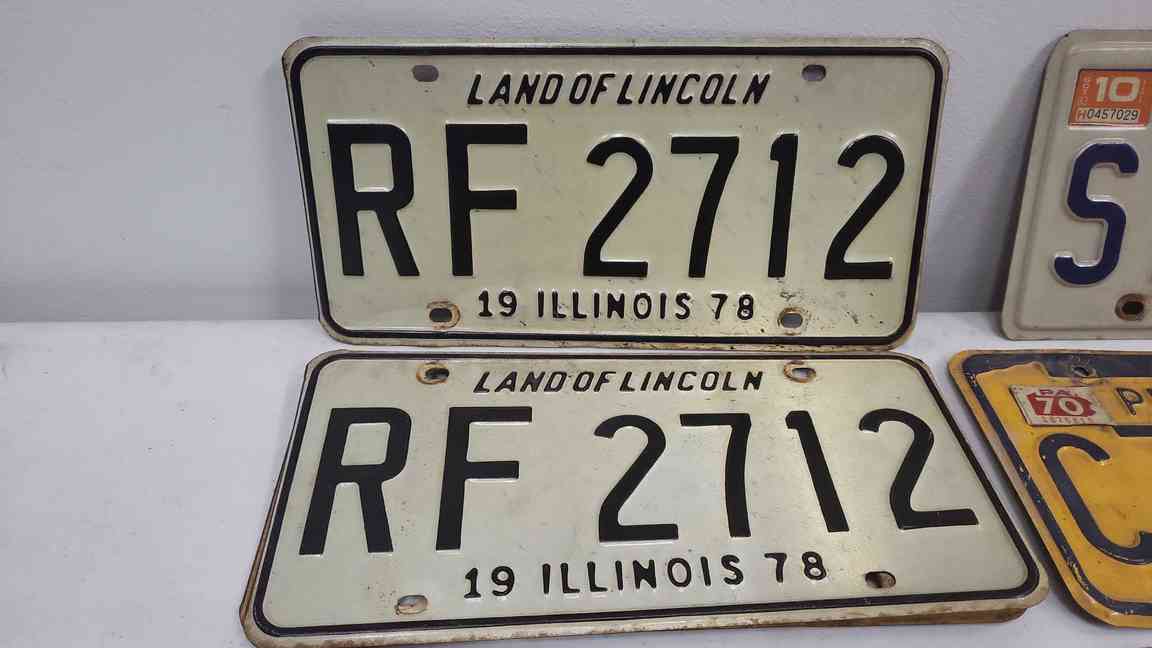 LAND OF LINCOLN
RF 2712
19 ILLINOIS 78
10
H0457029
S
LAND OF LINCOLN
RF 2712
19 ILLINOIS 78
PA
70
P
C